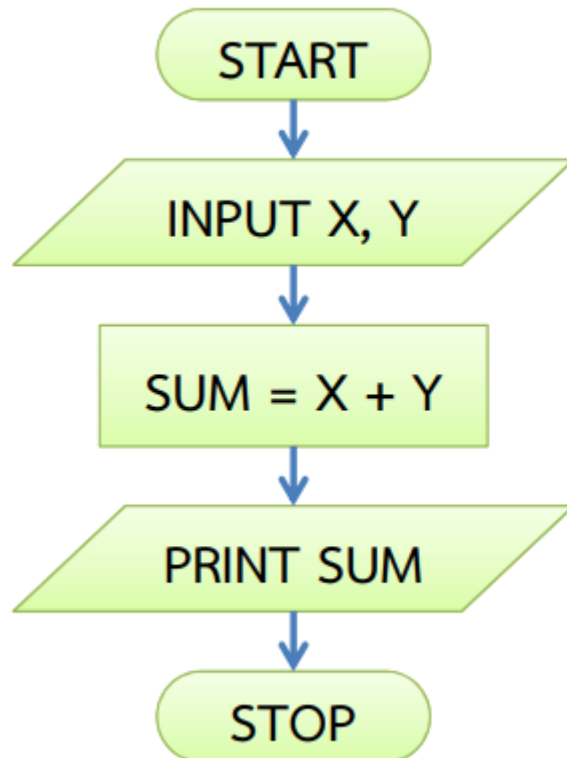 START
INPUT X, Y
SUM = X + Y
PRINT SUM
STOP